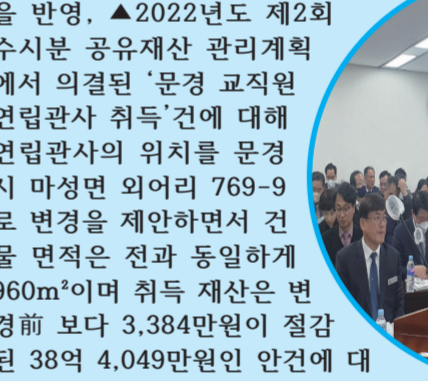 을 반영, ▲2022년도 제2회
수시분 공유재산 관리계획
에서 의결된 ‘문경 교직원
연립관사 취득’건에 대해
연립관사의 위치를 문경
시 마성면 외어리 769-9
로 변경을 제안하면서 건
물 면적은 전과 동일하게
960m²이며 취득 재산은 변
경前 보다 3,384만원이 절감
된 38억 4,049만원인 안건에 대